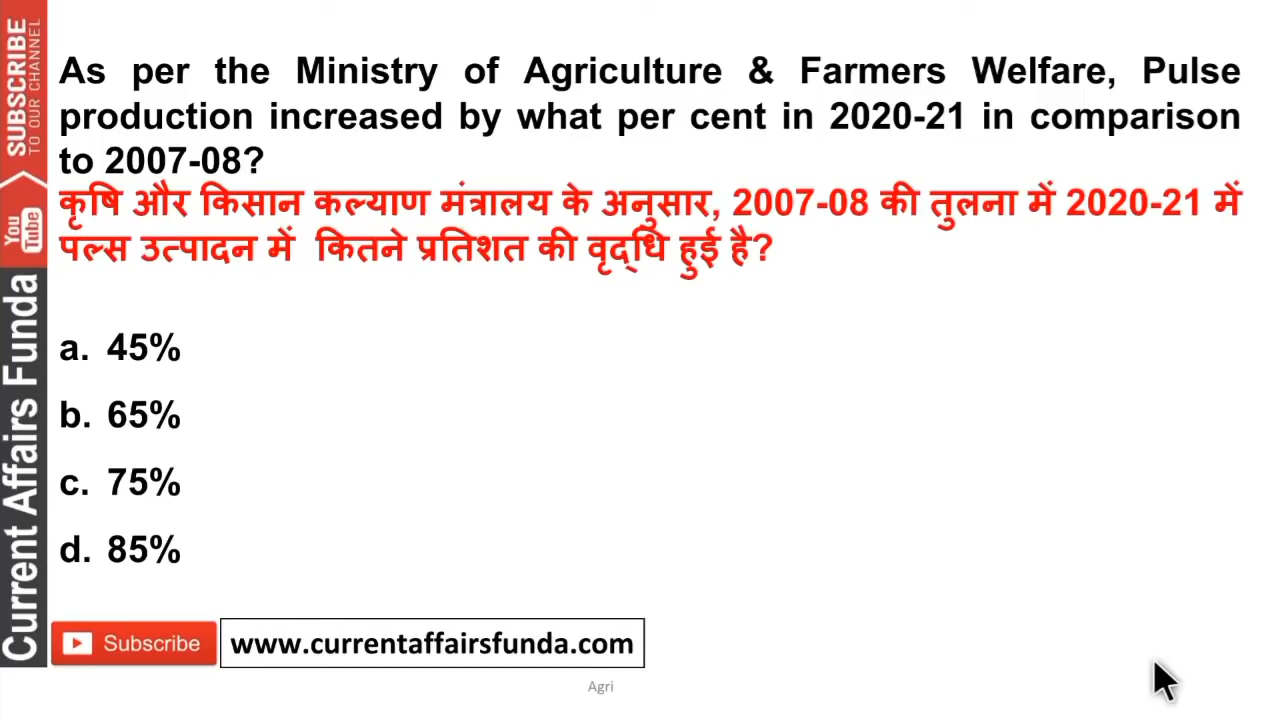 As per the Ministry of Agriculture & Farmers Welfare, Pulse
production increased by what per cent in 2020-21 in comparison
to 2007-08?
कृषि और किसान कल्याण मंत्रालय के अनुसार, 2007-08 की तुलना में 2020-21 में
पल्स उत्पादन में कितने प्रतिशत की वृद्धि हुई है?
a. 45%
b. 65%
c. 75%
d. 85%
Subscribe
www.currentaffairsfunda.com
Agri
SUBSCRIBE
TO OUR CHANNEL
You
Tube
Current Affairs Funda